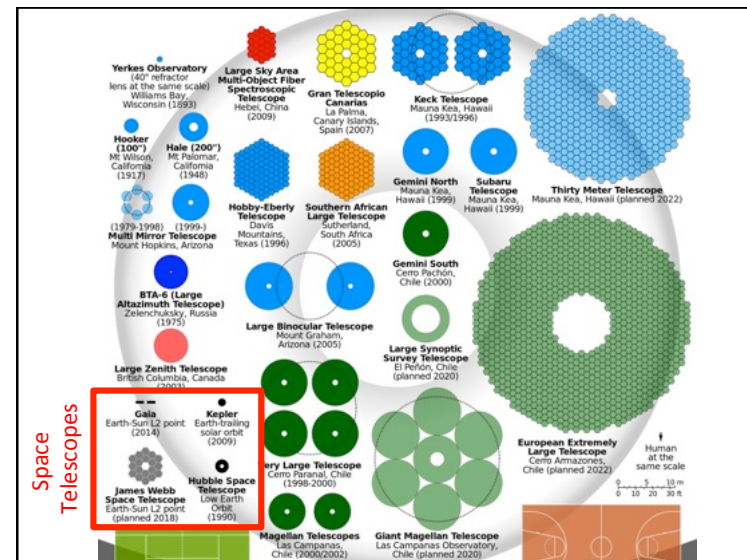 Yerkes Observatory
(40" refractor
lens at the same scale)
Williams Bay,
Wisconsin (1893)
Large Sky Area
Multi-Object Fiber
Spectroscopic
Telescope
Hebei, China
(2009)
Gran Telescopio
Canarias
La Palma,
Canary Islands,
Spain (2007)
Keck Telescope
Mauna Kea, Hawaii
(1993/1996)
Thirty Meter Telescope
Mauna Kea, Hawaii (planned 2022)
Hooker
(100")
Mt Wilson,
California
(1917)
Hale (200")
Mt Palomar,
California
(1948)
(1979-1998) (1999-)
Multi Mirror Telescope
Mount Hopkins, Arizona
Hobby-Eberly
Telescope
Davis
Mountains,
Texas (1996)
Southern African
Large Telescope
Sutherland,
South Africa
(2005)
Gemini North
Mauna Kea,
Hawaii (1999)
Subaru
Telescope
Mauna Kea,
Hawaii (1999)
Gemini South
Cerro Pachón,
Chile (2000)
BTA-6 (Large
Altazimuth Telescope)
Zelenchuksky, Russia
(1975)
Large Binocular Telescope
Mount Graham,
Arizona (2005)
Large Synoptic
Survey Telescope
El Peñón, Chile
(planned 2020)
Large Zenith Telescope
British Columbia, Canada
(2003)
European Extremely
Large Telescope
Cerro Armazones,
Chile (planned 2022)
Human
at the
same scale
0 5 10 m
0 10 20 30 ft
Space
Telescopes
Gaia
Earth-Sun L2 point
(2014)
Kepler
Earth-trailing
solar orbit
(2009)
James Webb
Space Telescope
Earth-Sun L2 point
(planned 2018)
Hubble Space
Telescope
Low Earth
Orbit
(1990)
ery Large Telescope
Cerro Paranal, Chile
(1998-2000)
Magellan Telescopes
Las Campanas,
Chile (2000/2002)
Giant Magellan Telescope
Las Campanas Observatory,
Chile (planned 2020)